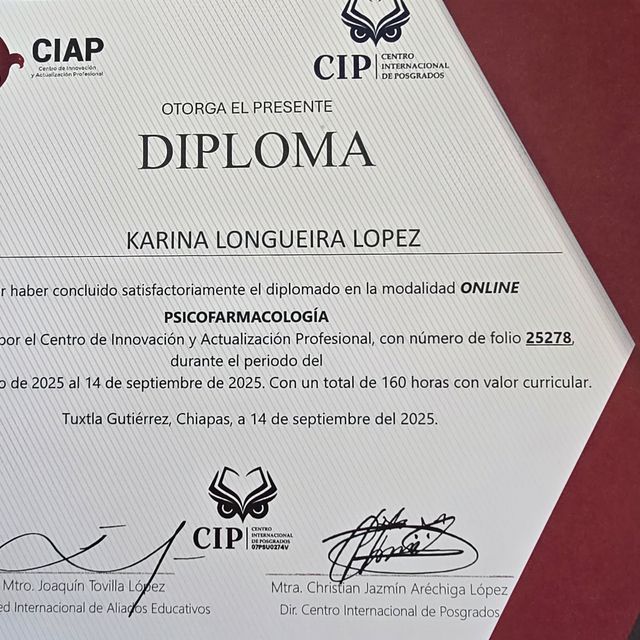 CIAP
Centro de Innovación
y Actualización Profesional
CIP CENTRO
INTERNACIONAL
DE POSGRADOS
OTORGA EL PRESENTE
DIPLOMA
KARINA LONGUEIRA LOPEZ
r haber concluido satisfactoriamente el diplomado en la modalidad ONLINE
PSICOFARMACOLOGÍA
por el Centro de Innovación y Actualización Profesional, con número de folio 25278,
durante el periodo del
o de 2025 al 14 de septiembre de 2025. Con un total de 160 horas con valor curricular.
Tuxtla Gutiérrez, Chiapas, a 14 de septiembre del 2025.
CIP CENTRO
INTERNACIONAL
DE POSGRADOS
07PSU0274V
Mtro. Joaquín Tovilla López
ed Internacional de Aliados Educativos
Mtra. Christian Jazmín Aréchiga López
Dir. Centro Internacional de Posgrados